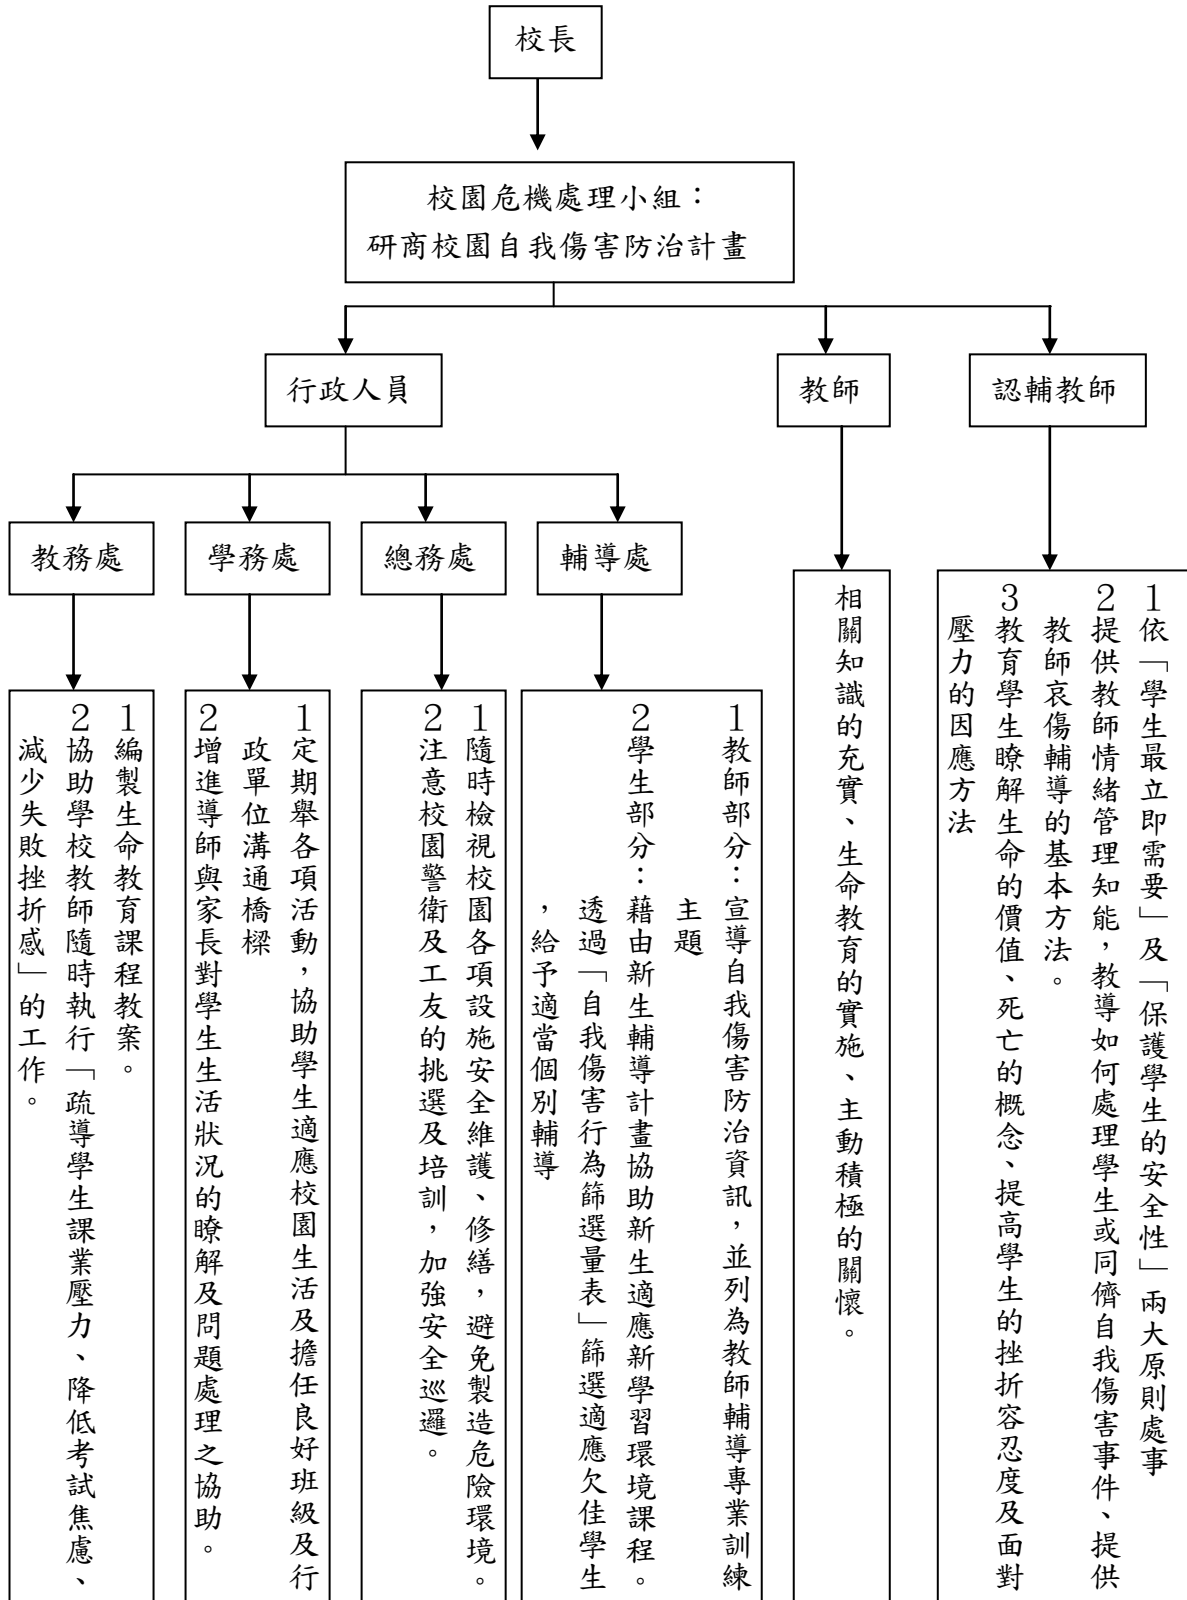 校長
校園危機處理小組：
研商校園自我傷害防治計畫
行政人員
教師
認輔教師
教務處
學務處
總務處
輔導處
1編製生命教育課程教案。
2協助學校教師隨時執行「疏導學生課業壓力、降低考試焦慮、
減少失敗挫折感」的工作。
1定期舉各項活動，協助學生適應校園生活及擔任良好班級及行
政單位溝通橋樑
2增進導師與家長對學生生活狀況的瞭解及問題處理之協助。
1隨時檢視校園各項設施安全維護、修繕，避免製造危險環境。
2注意校園警衛及工友的挑選及培訓，加強安全巡邏。
1教師部分：宣導自我傷害防治資訊，並列為教師輔導專業訓練
主題
2學生部分：藉由新生輔導計畫協助新生適應新學習環境課程。
透過「自我傷害行為篩選量表」篩選適應欠佳學生
，給予適當個別輔導
相關知識的充實、生命教育的實施、主動積極的關懷。
1依「學生最立即需要」及「保護學生的安全性」兩大原則處事
2提供教師情緒管理知能，教導如何處理學生或同儕自我傷害事件、提供
教師哀傷輔導的基本方法。
3教育學生瞭解生命的價值、死亡的概念、提高學生的挫折容忍度及面對
壓力的因應方法